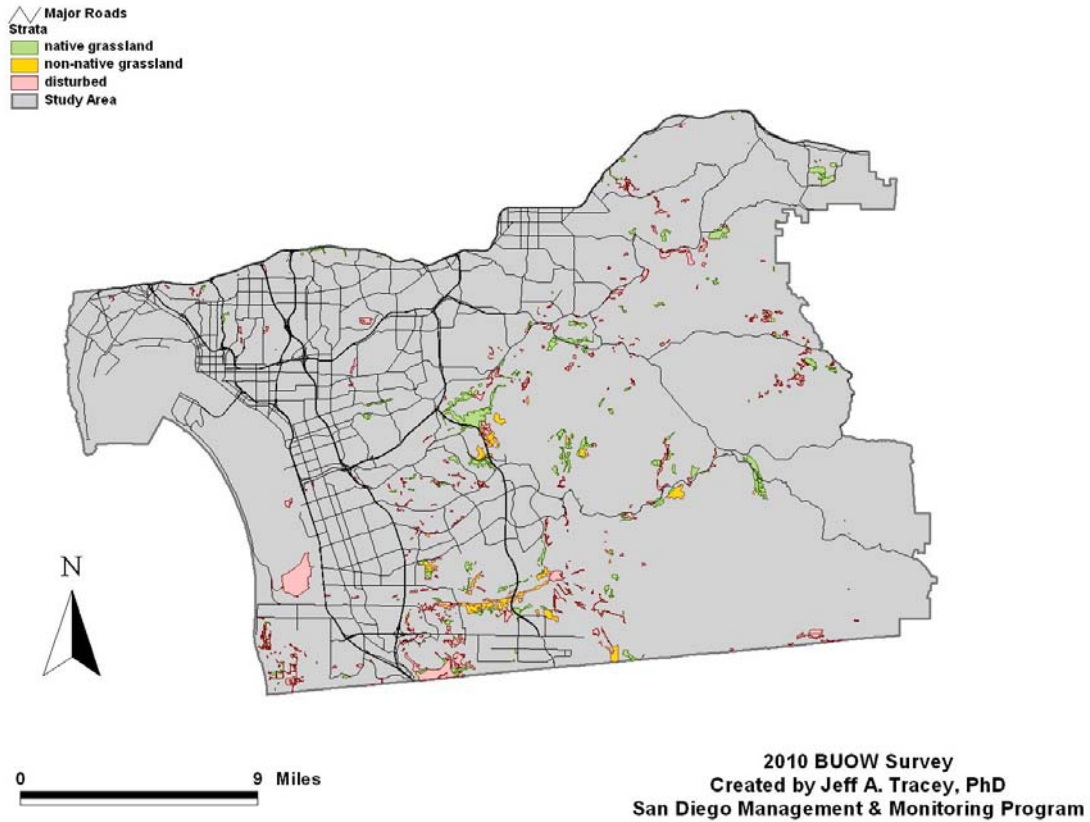 Major Roads
Strata
native grassland
non-native grassland
disturbed
Study Area
N
0 9 Miles
2010 BUOW Survey
Created by Jeff A. Tracey, PhD
San Diego Management & Monitoring Program